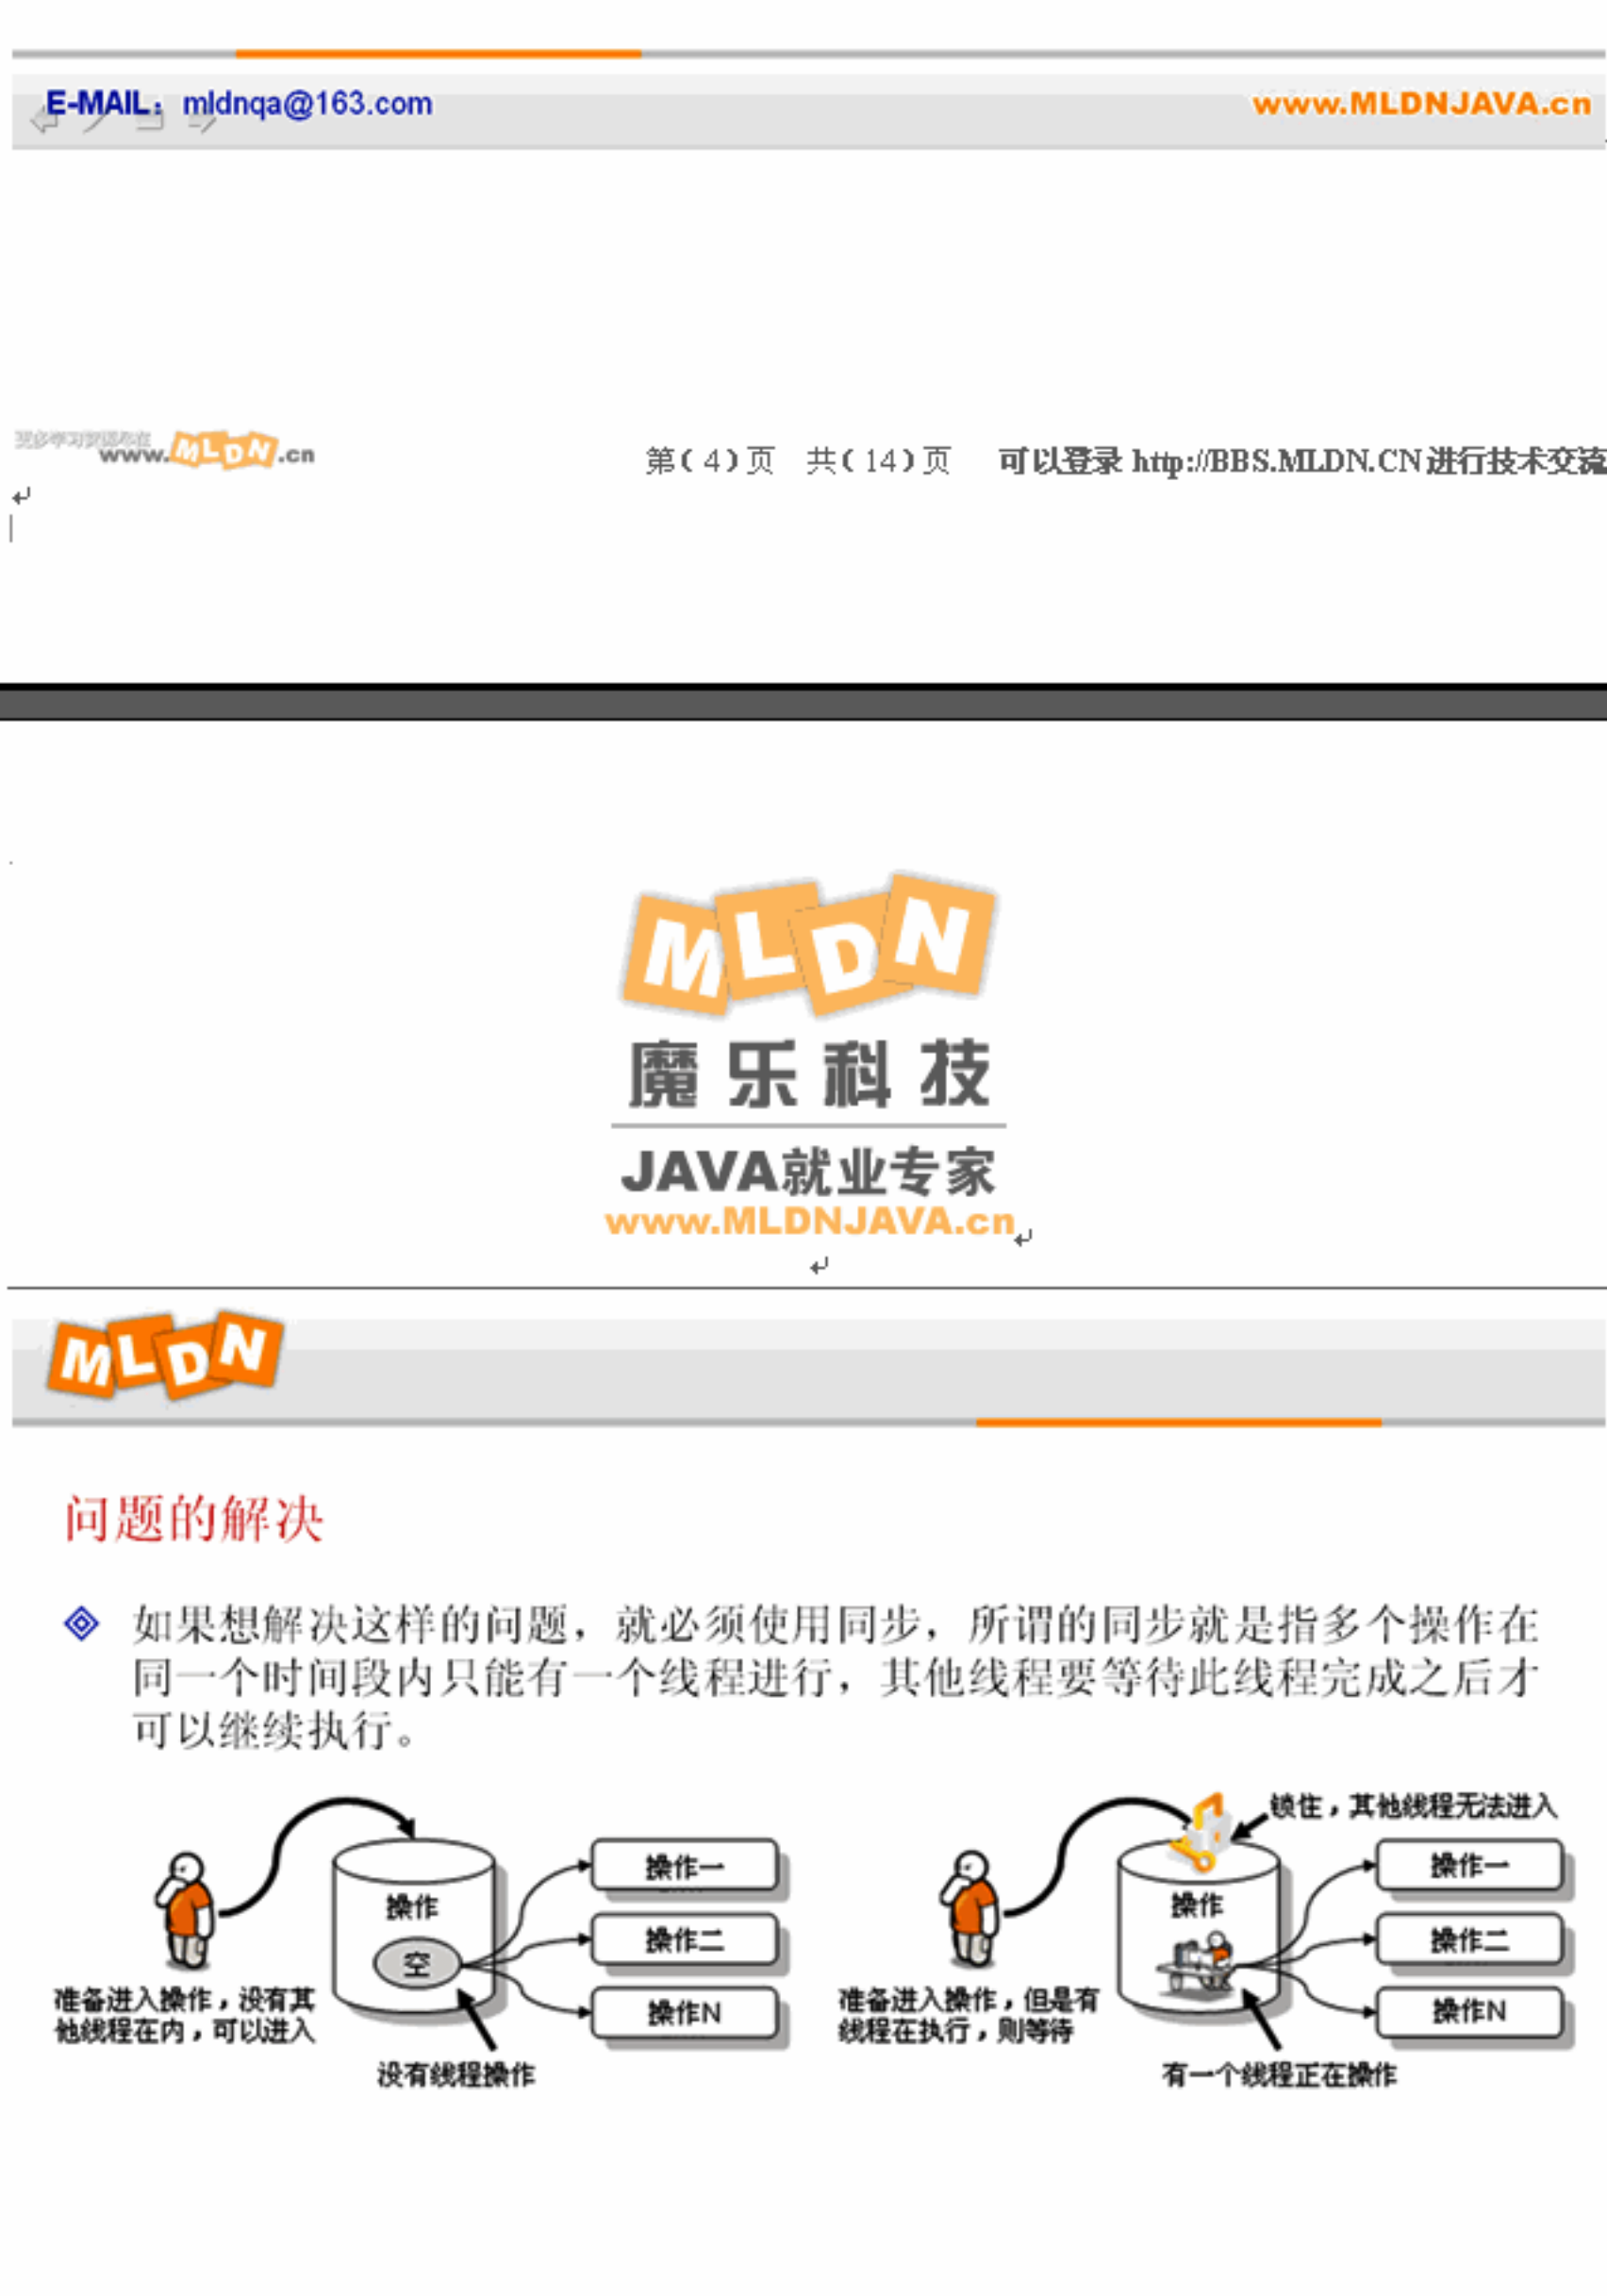 E-MAIL：mldnqa@163.com
www.MLDNJAVA.cn
更多学习资源尽在
www.MLDN.cn
第（4）页 共（14）页 可以登录 http://BBS.MLDN.CN 进行技术交流
MLDN
魔乐科技
JAVA就业专家
www.MLDNJAVA.cn
MLDN
问题的解决
如果想解决这样的问题，就必须使用同步，所谓的同步就是指多个操作在
同一个时间段内只能有一个线程进行，其他线程要等待此线程完成之后才
可以继续执行。
操作
空
操作一
操作二
操作N
准备进入操作，没有其
他线程在内，可以进入
没有线程操作
锁住，其他线程无法进入
操作
操作一
操作二
操作N
准备进入操作，但是有
线程在执行，则等待
有一个线程正在操作